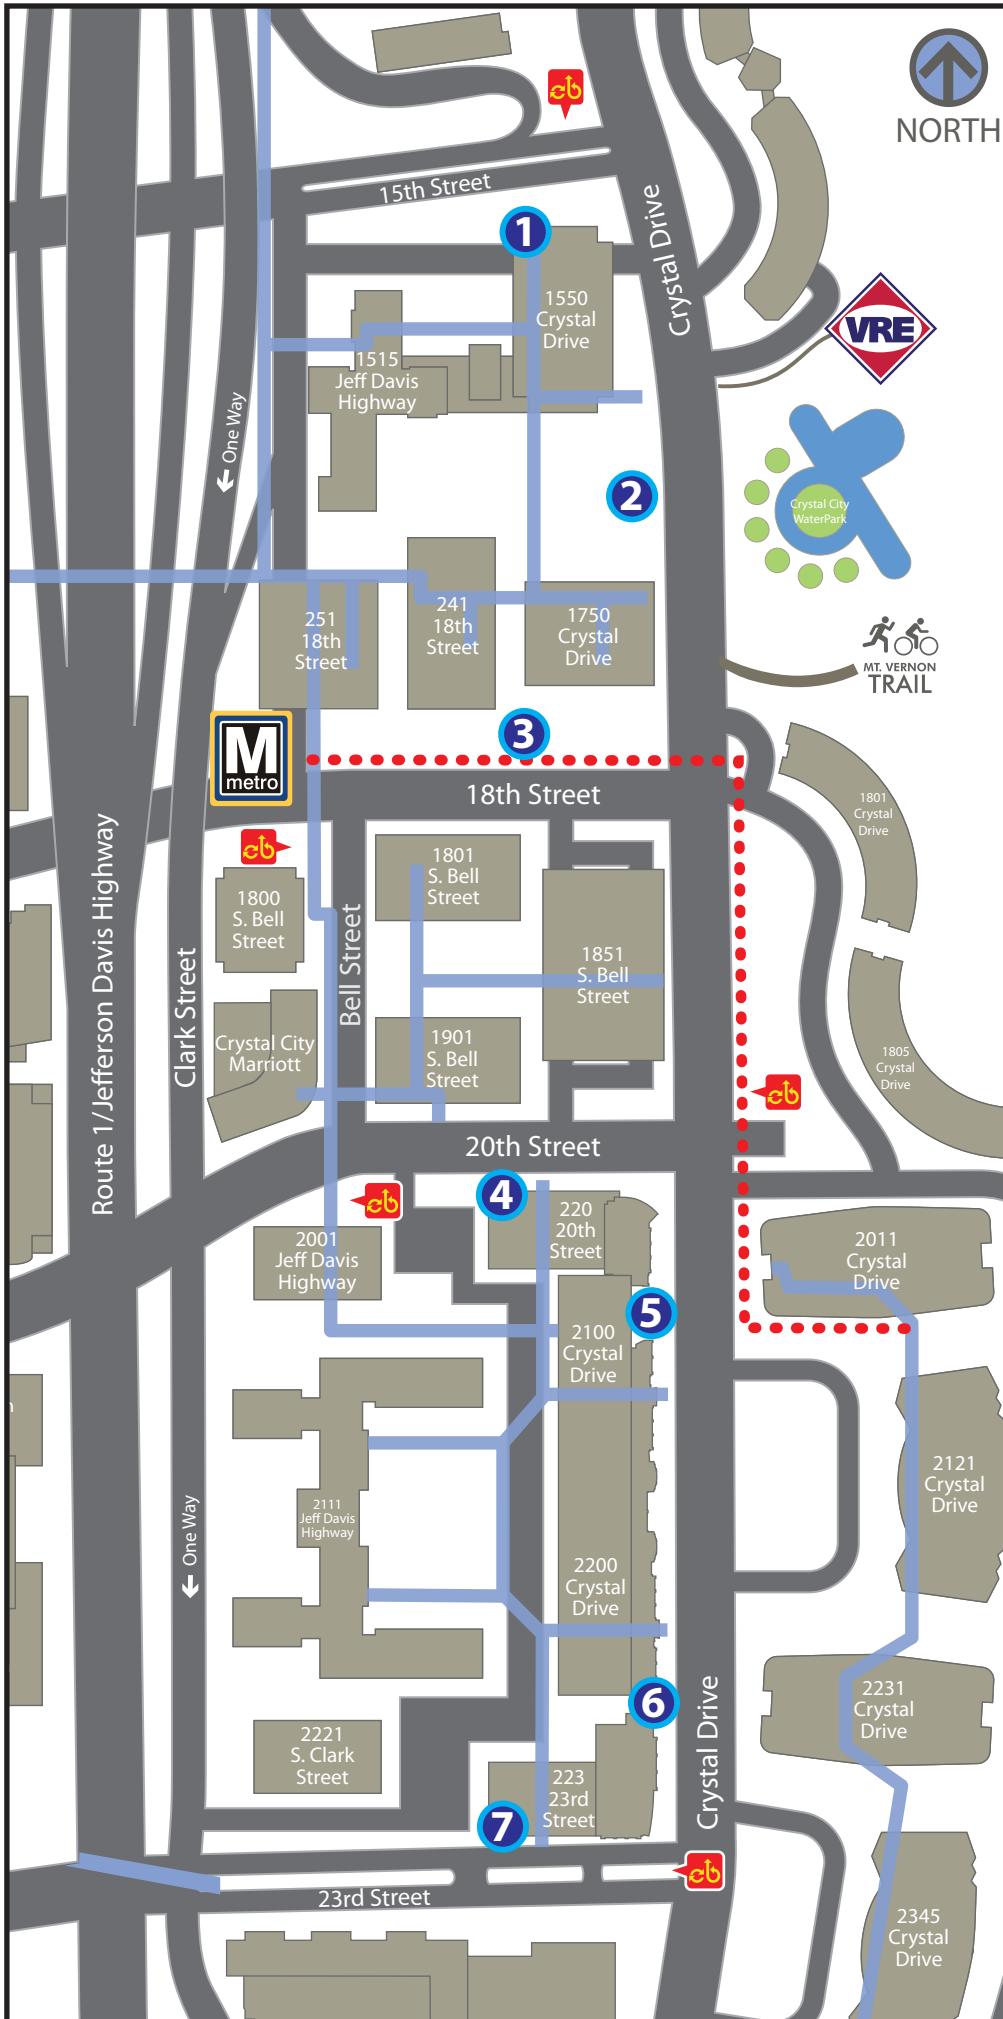 NORTH
15th Street
Crystal Drive
1
1550
Crystal
Drive
VRE
1515
Jeff Davis
Highway
One Way
2
Crystal City
WaterPark
251
18th
Street
241
18th
Street
1750
Crystal
Drive
MT. VERNON
TRAIL
3
M
metro
18th Street
1801
Crystal
Drive
1801
S. Bell
Street
1800
S. Bell
Street
Route 1/Jefferson Davis Highway
Clark Street
Bell Street
1851
S. Bell
Street
Crystal City
Marriott
1901
S. Bell
Street
1805
Crystal
Drive
20th Street
4
220
20th
Street
2001
Jeff Davis
Highway
2011
Crystal
Drive
5
2100
Crystal
Drive
2121
Crystal
Drive
2111
Jeff Davis
Highway
One Way
2200
Crystal
Drive
6
2231
Crystal
Drive
Crystal Drive
2221
S. Clark
Street
223
23rd
Street
7
23rd Street
2345
Crystal
Drive